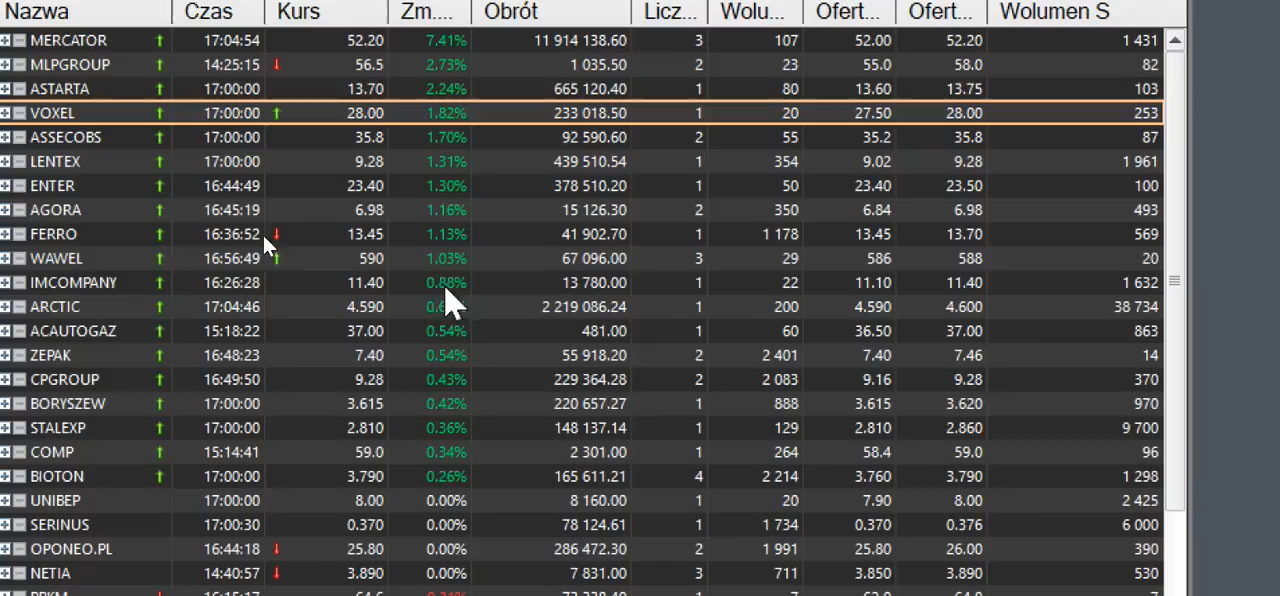 Nazwa Czas Kurs Zm.... Obrót Licz... Wolu... Ofert... Ofert... Wolumen S
MERCATOR 17:04:54 52.20 7.41% 11 914 138.60 3 107 52.00 52.20 1 431
MLPGROUP 14:25:15 56.5 2.73% 1 035.50 2 23 55.0 58.0 82
ASTARTA 17:00:00 13.70 2.24% 665 120.40 1 80 13.60 13.75 103
VOXEL 17:00:00 28.00 1.82% 233 018.50 1 20 27.50 28.00 253
ASSECOBS 17:00:00 35.8 1.70% 92 590.60 2 55 35.2 35.8 87
LENTEX 17:00:00 9.28 1.31% 439 510.54 1 354 9.02 9.28 1 961
ENTER 16:44:49 23.40 1.30% 378 510.20 1 50 23.40 23.50 100
AGORA 16:45:19 6.98 1.16% 15 126.30 2 350 6.84 6.98 493
FERRO 16:36:52 13.45 1.13% 41 902.70 1 1 178 13.45 13.70 569
WAWEL 16:56:49 590 1.03% 67 096.00 3 29 586 588 20
IMCOMPANY 16:26:28 11.40 0.88% 13 780.00 1 22 11.10 11.40 1 632
ARCTIC 17:04:46 4.590 2 219 086.24 1 200 4.590 4.600 38 734
ACAUTOGAZ 15:18:22 37.00 0.54% 481.00 1 60 36.50 37.00 863
ZEPAK 16:48:23 7.40 0.54% 55 918.20 2 2 401 7.40 7.46 14
CPGROUP 16:49:50 9.28 0.43% 229 364.28 2 2 083 9.16 9.28 370
BORYSZEW 17:00:00 3.615 0.42% 220 657.27 1 888 3.615 3.620 970
STALEXP 17:00:00 2.810 0.36% 148 137.14 1 129 2.810 2.860 9 700
COMP 15:14:41 59.0 0.34% 2 301.00 1 264 58.4 59.0 96
BIOTON 17:00:00 3.790 0.26% 165 611.21 4 2 214 3.760 3.790 1 298
UNIBEP 17:00:00 8.00 0.00% 8 160.00 1 20 7.90 8.00 2 425
SERINUS 17:00:30 0.370 0.00% 78 124.61 1 1 734 0.370 0.376 6 000
OPONEO.PL 16:44:18 25.80 0.00% 286 472.30 2 1 991 25.80 26.00 390
NETIA 14:40:57 3.890 0.00% 7 831.00 3 711 3.850 3.890 530